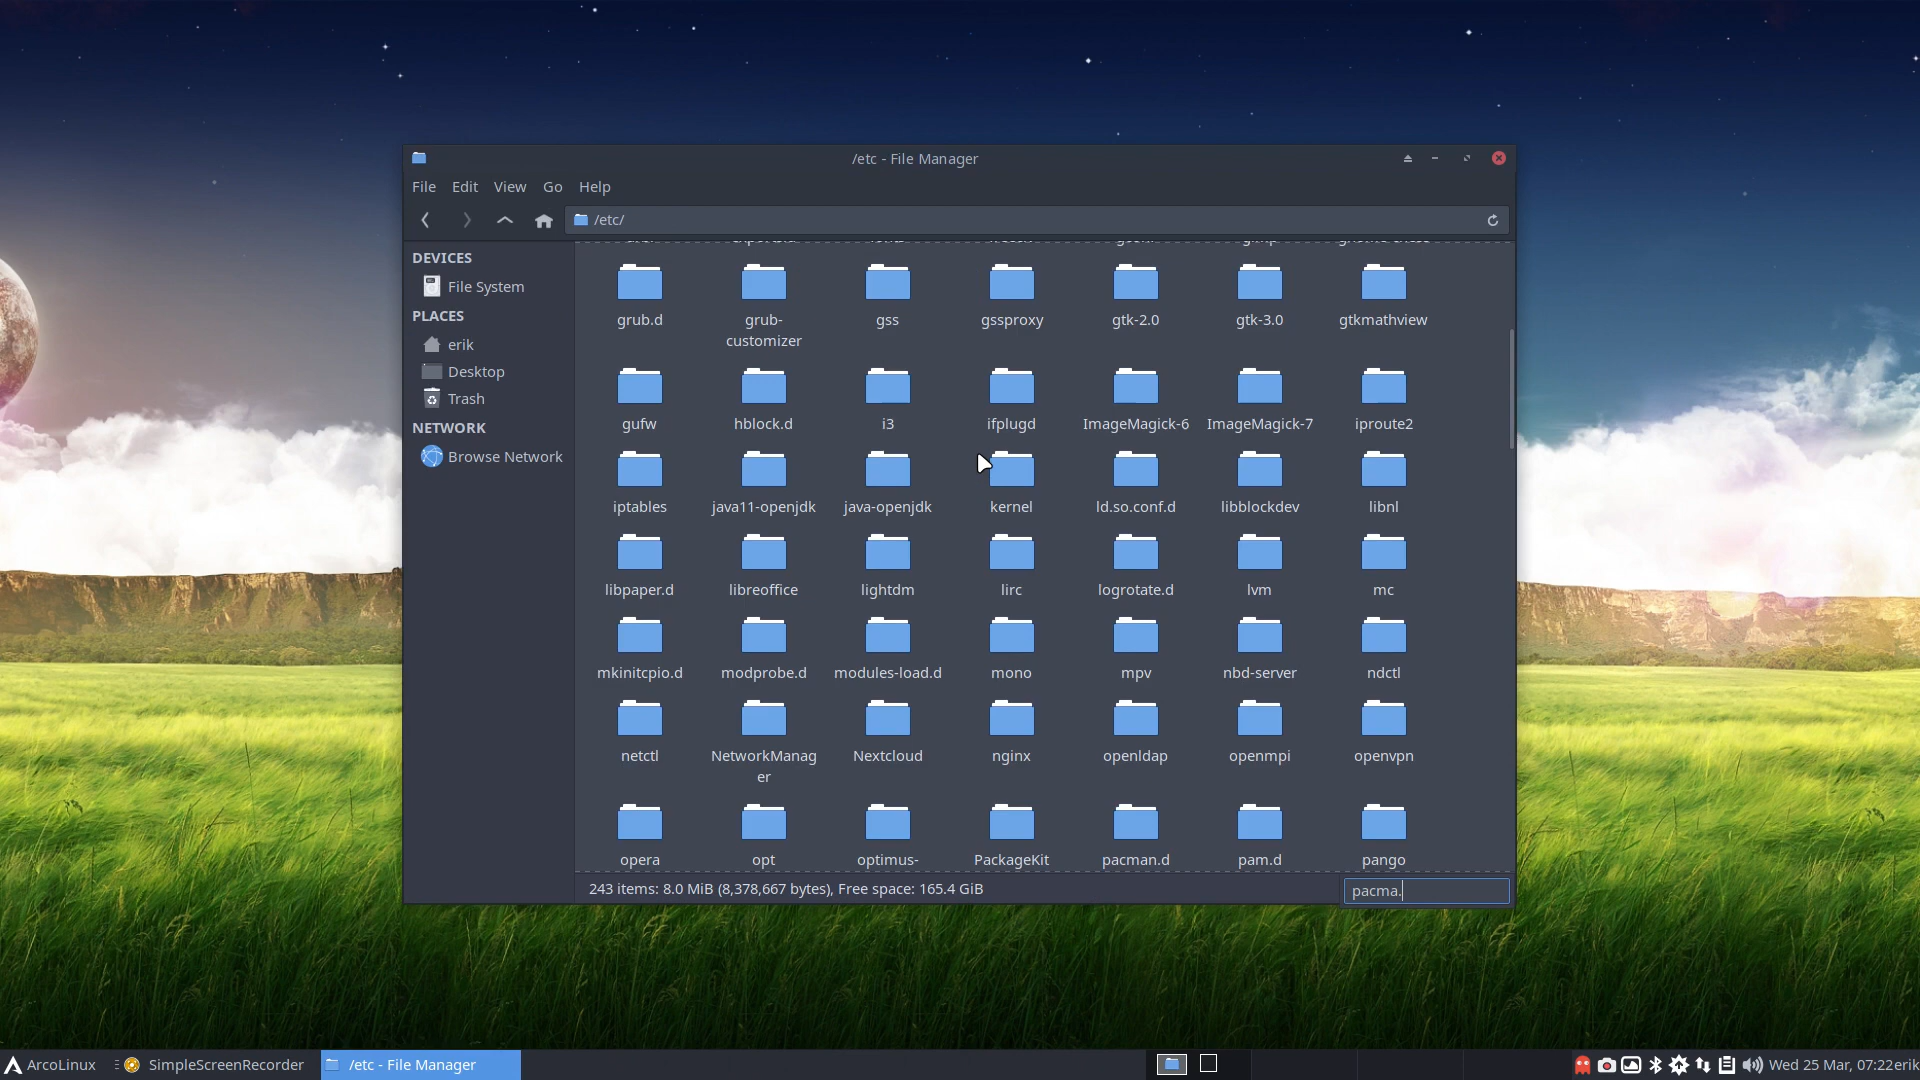 /etc - File Manager
File Edit View Go Help
/etc/
DEVICES
File System
PLACES
erik
Desktop
Trash
NETWORK
Browse Network
grub.d
grub-
customizer
gss
gssproxy
gtk-2.0
gtk-3.0
gtkmathview
gufw
hblock.d
i3
ifplugd
ImageMagick-6
ImageMagick-7
iproute2
iptables
java11-openjdk
java-openjdk
kernel
ld.so.conf.d
libblockdev
libnl
libpaper.d
libreoffice
lightdm
lirc
logrotate.d
lvm
mc
mkinitcpio.d
modprobe.d
modules-load.d
mono
mpv
nbd-server
ndctl
netctl
NetworkManag
er
Nextcloud
nginx
openldap
openmpi
openvpn
opera
opt
optimus-
PackageKit
pacman.d
pam.d
pango
243 items: 8.0 MiB (8,378,667 bytes), Free space: 165.4 GiB
pacma.
ArcoLinux
SimpleScreenRecorder
/etc - File Manager
Wed 25 Mar, 07:22erik